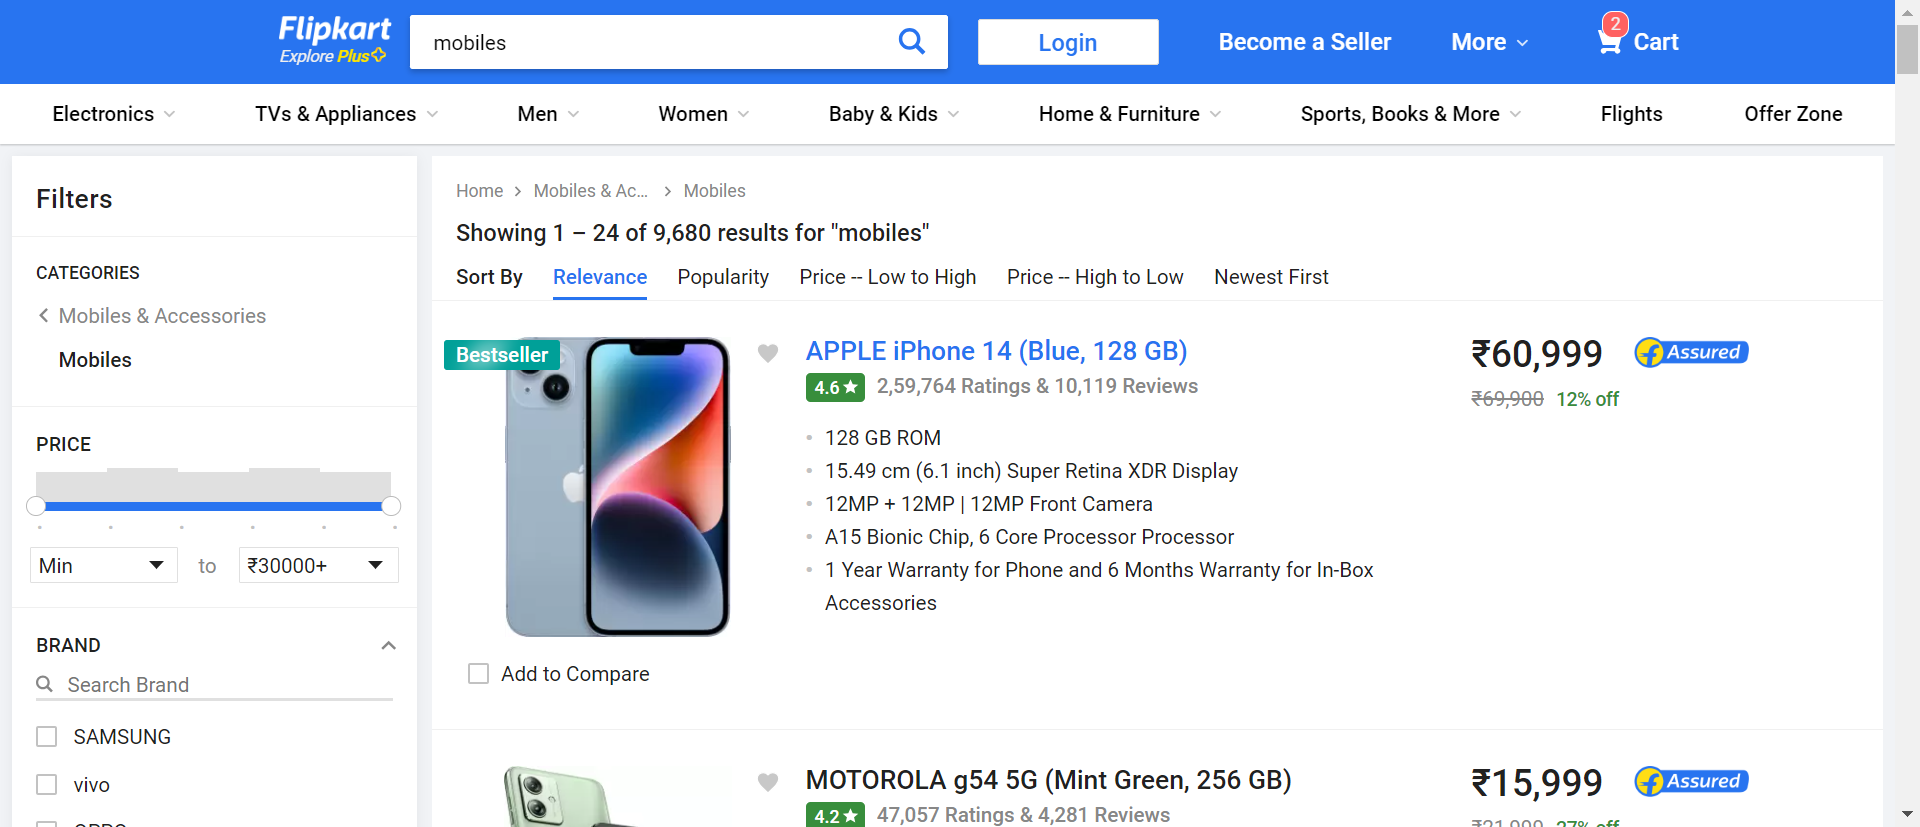 Flipkart
Explore Plus
mobiles
Login
Become a Seller
More
2
Cart
Electronics
TVs & Appliances
Men
Women
Baby & Kids
Home & Furniture
Sports, Books & More
Flights
Offer Zone
Filters
CATEGORIES
Mobiles & Accessories
Mobiles
PRICE
Min
to
₹30000+
BRAND
Search Brand
SAMSUNG
vivo
Home
Mobiles & Ac...
Mobiles
Showing 1 – 24 of 9,680 results for "mobiles"
Sort By
Relevance
Popularity
Price -- Low to High
Price -- High to Low
Newest First
Bestseller
APPLE iPhone 14 (Blue, 128 GB)
4.6★
2,59,764 Ratings & 10,119 Reviews
128 GB ROM
15.49 cm (6.1 inch) Super Retina XDR Display
12MP + 12MP | 12MP Front Camera
A15 Bionic Chip, 6 Core Processor Processor
1 Year Warranty for Phone and 6 Months Warranty for In-Box
Accessories
₹60,999
Assured
₹69,900
12% off
Add to Compare
MOTOROLA g54 5G (Mint Green, 256 GB)
4.2★
47,057 Ratings & 4,281 Reviews
₹15,999
Assured